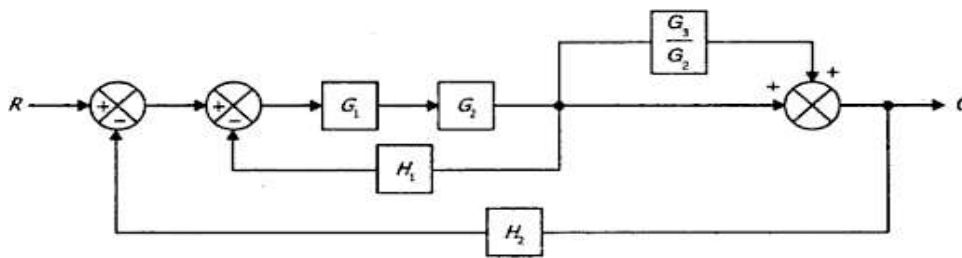 G₃
G₂
+
+
R
+
−
+
−
G₁
G₂
H₁
H₂